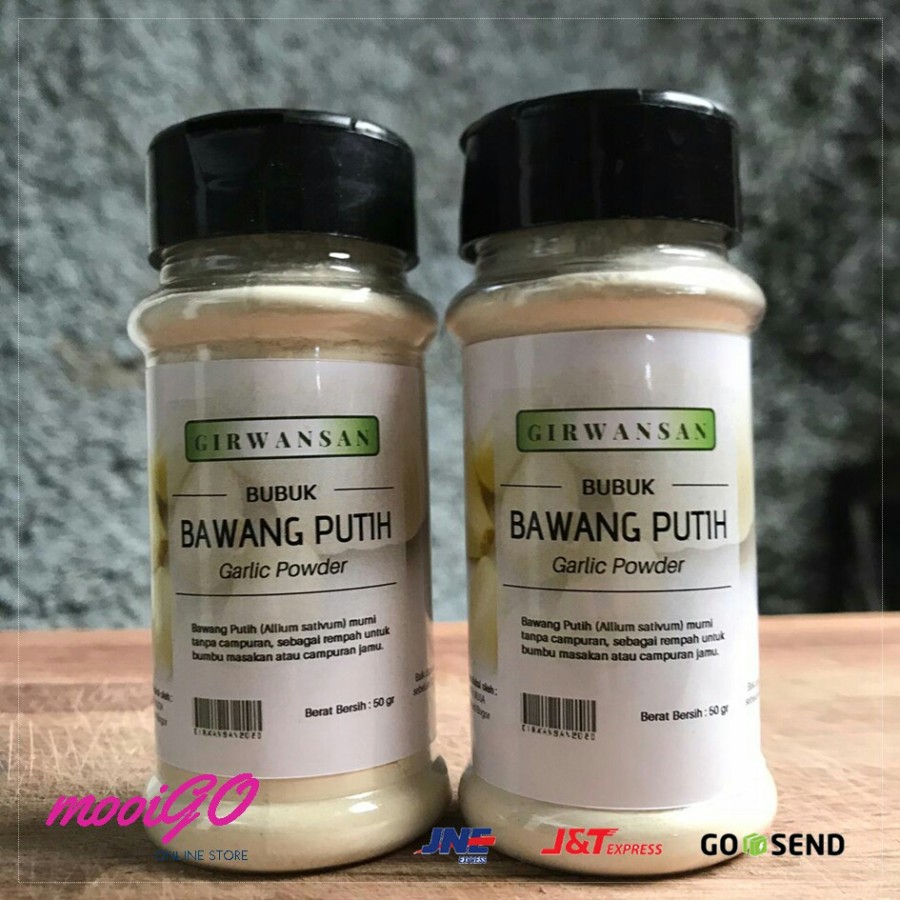 GIRWANSAN
BUBUK
BAWANG PUTIH
Garlic Powder
Bawang Putih (Allium sativum) murni
tanpa campuran, sebagai rempah untuk
bumbu masakan atau campuran jamu.
Berat Bersih : 50 gr
oleh :
Bogor
GIRWANSAN
BUBUK
BAWANG PUTIH
Garlic Powder
Bawang Putih (Allium sativum) murni
tanpa campuran, sebagai rempah untuk
bumbu masakan atau campuran jamu.
Berat Bersih : 50 gr
mooiGO
ONLINE STORE
JNE
EXPRESS
J&T EXPRESS
GO SEND